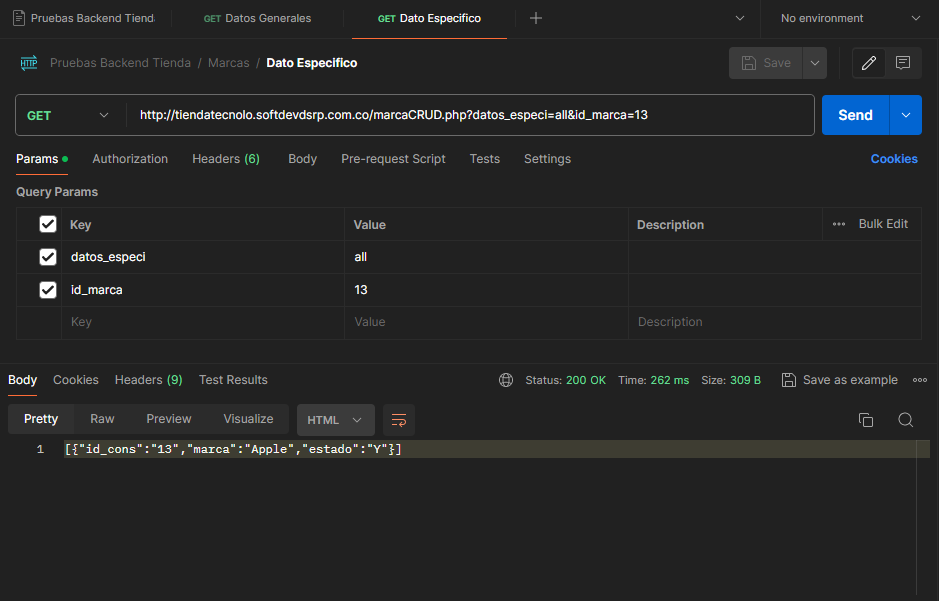 Pruebas Backend Tiend
GET Datos Generales
GET Dato Especifico
No environment
HTTP Pruebas Backend Tienda / Marcas / Dato Especifico
Save
GET
http://tiendatecnolo.softdevdsrp.com.co/marcaCRUD.php?datos_especi=all&id_marca=13
Send
Params Authorization Headers (6) Body Pre-request Script Tests Settings Cookies
Query Params
Key Value Description ••• Bulk Edit
datos_especi all
id_marca 13
Key Value Description
Body Cookies Headers (9) Test Results Status: 200 OK Time: 262 ms Size: 309 B Save as example
Pretty Raw Preview Visualize HTML
1 [{"id_cons":"13","marca":"Apple","estado":"Y"}]